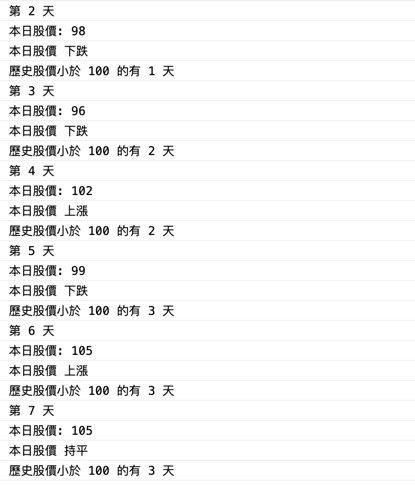 第 2 天
本日股價: 98
本日股價 下跌
歷史股價小於 100 的有 1 天
第 3 天
本日股價: 96
本日股價 下跌
歷史股價小於 100 的有 2 天
第 4 天
本日股價: 102
本日股價 上漲
歷史股價小於 100 的有 2 天
第 5 天
本日股價: 99
本日股價 下跌
歷史股價小於 100 的有 3 天
第 6 天
本日股價: 105
本日股價 上漲
歷史股價小於 100 的有 3 天
第 7 天
本日股價: 105
本日股價 持平
歷史股價小於 100 的有 3 天